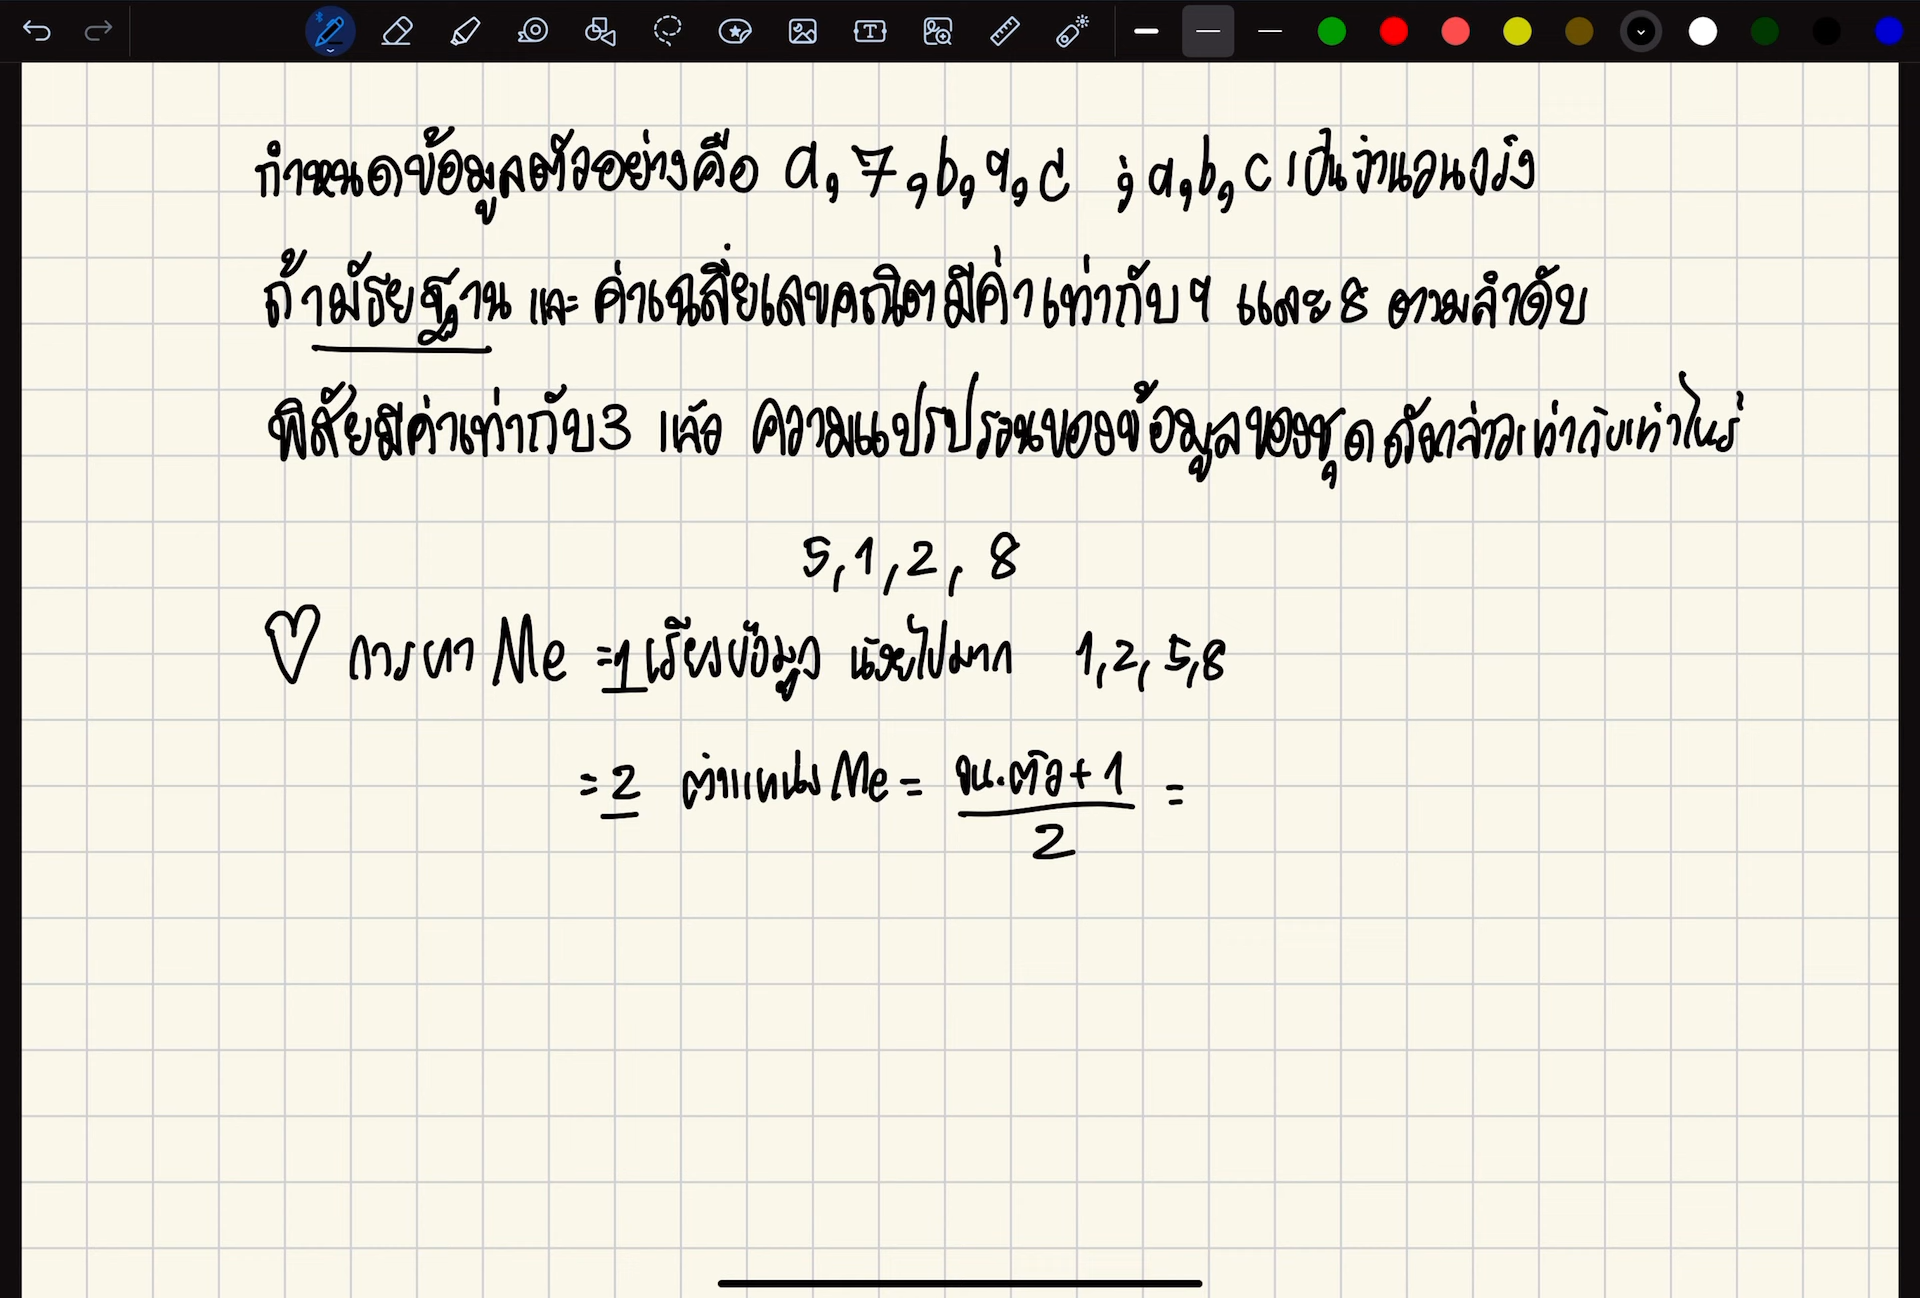 กำหนดข้อมูลตัวอย่างคือ a, 7, b, 9, c ; a, b, c เป็นจำนวนจริง
ถ้ามัธยฐาน และ ค่าเฉลี่ยเลขคณิตมีค่าเท่ากับ 9 และ 8 ตามลำดับ
พิสัยมีค่าเท่ากับ 3 แล้ว ความแปรปรวนของข้อมูลของชุดดังกล่าวเท่ากับเท่าไหร่
5, 1, 2, 8
♡ การหา Me = 1 เรียงข้อมูล น้อยไปมาก 1, 2, 5, 8
= 2 ตำแหน่ง Me = จน.ตัว + 1 =
2